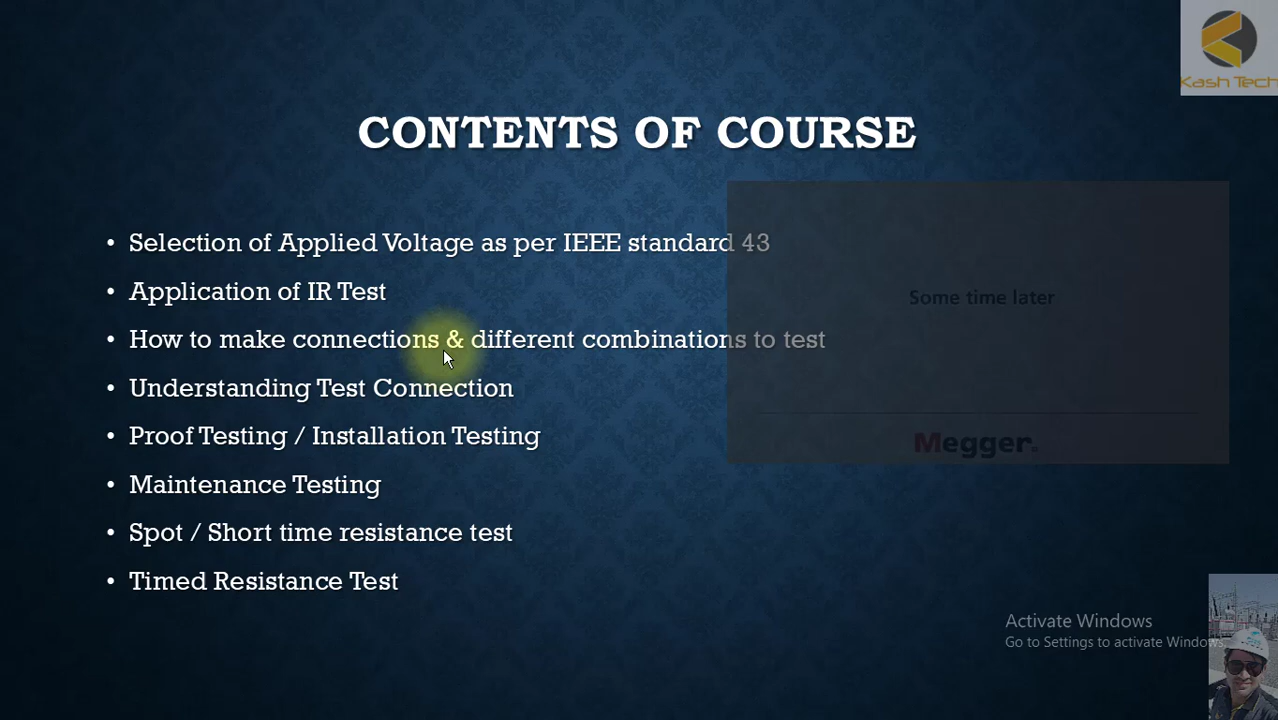 Kash Tech
CONTENTS OF COURSE
• Selection of Applied Voltage as per IEEE standard 43
• Application of IR Test
• How to make connections & different combinations to test
• Understanding Test Connection
• Proof Testing / Installation Testing
• Maintenance Testing
• Spot / Short time resistance test
• Timed Resistance Test
Some time later
Megger.
Activate Windows
Go to Settings to activate Windows.